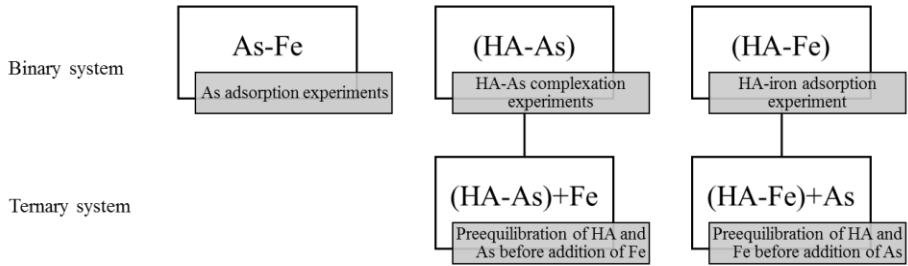 Binary system
As-Fe
As adsorption experiments
(HA-As)
HA-As complexation
experiments
(HA-Fe)
HA-iron adsorption
experiment
Ternary system
(HA-As)+Fe
Preequilibration of HA and
As before addition of Fe
(HA-Fe)+As
Preequilibration of HA and
Fe before addition of As